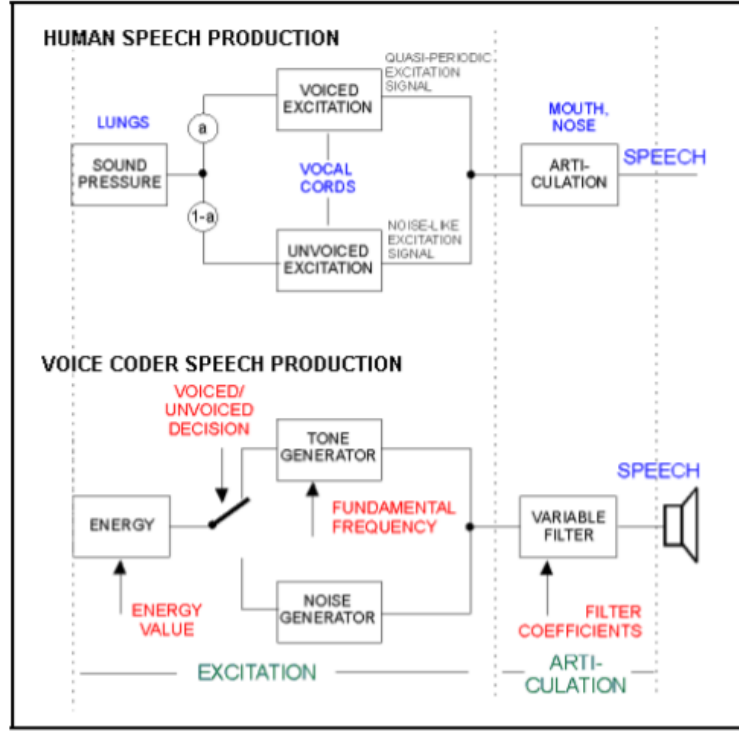 HUMAN SPEECH PRODUCTION
QUASI-PERIODIC
EXCITATION
SIGNAL
VOICED
EXCITATION
LUNGS
a
MOUTH,
NOSE
SOUND
PRESSURE
VOCAL
CORDS
ARTI-
CULATION
SPEECH
1-a
NOISE-LIKE
EXCITATION
SIGNAL
UNVOICED
EXCITATION
VOICE CODER SPEECH PRODUCTION
VOICED/
UNVOICED
DECISION
TONE
GENERATOR
SPEECH
ENERGY
FUNDAMENTAL
FREQUENCY
VARIABLE
FILTER
ENERGY
VALUE
NOISE
GENERATOR
FILTER
COEFFICIENTS
EXCITATION
ARTI-
CULATION